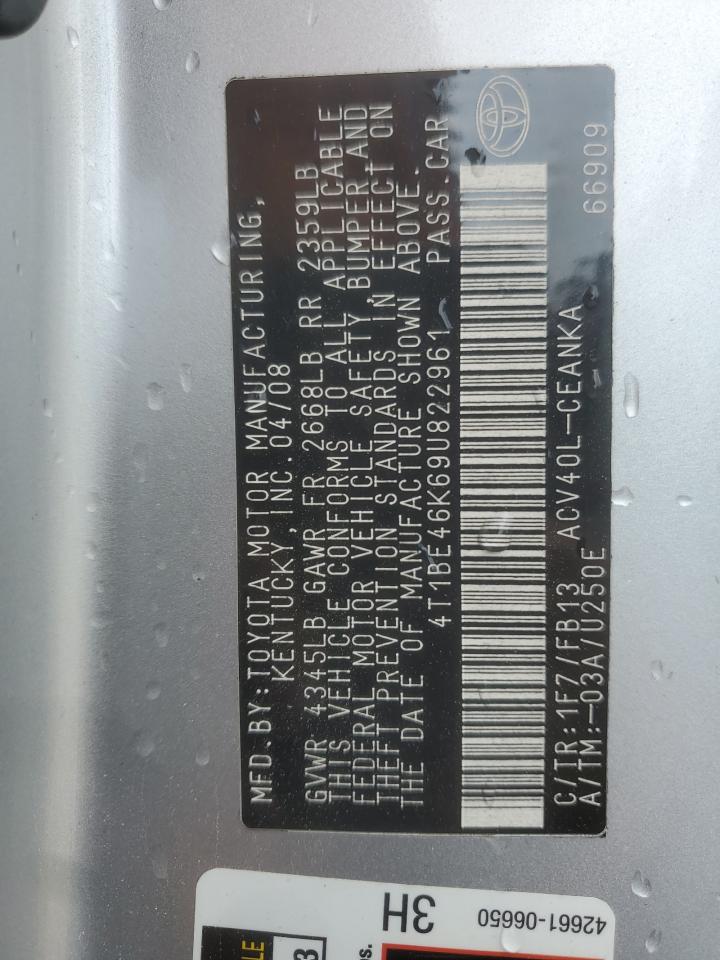 MFD.BY:TOYOTA MOTOR MANUFACTURING,
KENTUCKY, INC.04/08
GVWR 4345LB GAWR FR 2668LB RR 2359LB
THIS VEHICLE CONFORMS TO ALL APPLICABLE
FEDERAL MOTOR VEHICLE SAFETY, BUMPER AND
THEFT PREVENTION STANDARDS IN EFFECT ON
THE DATE OF MANUFACTURE SHOWN ABOVE.
4T1BE46K69U822961 PASS.CAR
C/TR:1F7/FB13 ACV40L-CEANKA
A/TM:-03A/U250E 66909
42661-06650
3H